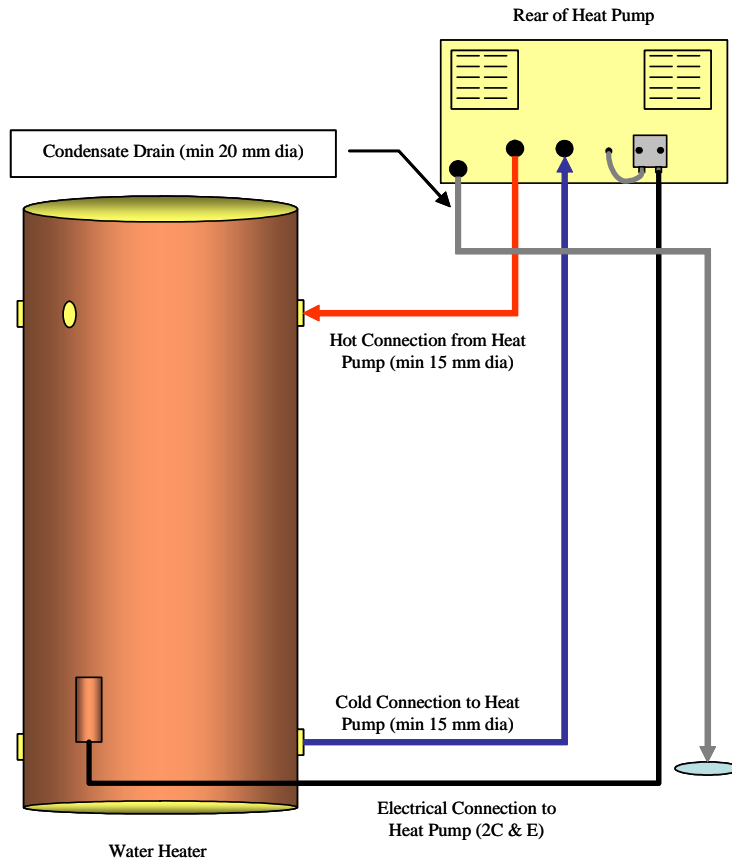 Rear of Heat Pump
Condensate Drain (min 20 mm dia)
Hot Connection from Heat
Pump (min 15 mm dia)
Cold Connection to Heat
Pump (min 15 mm dia)
Electrical Connection to
Heat Pump (2C & E)
Water Heater